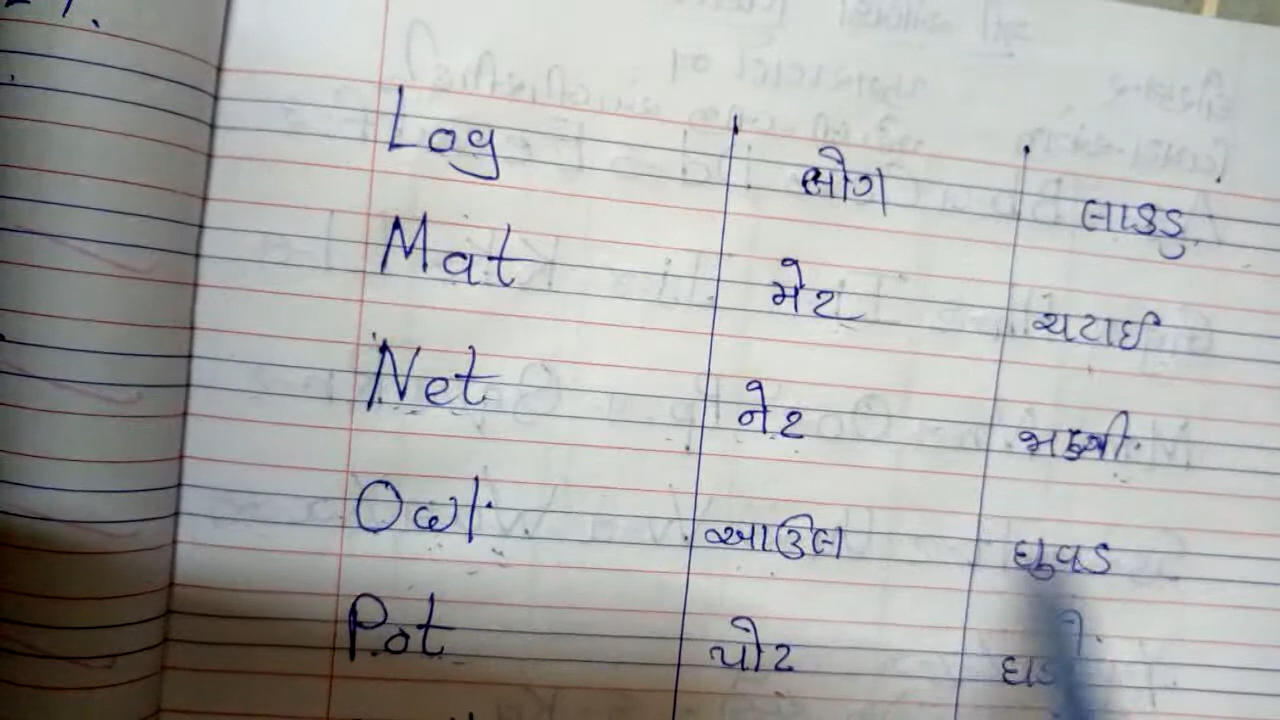 Log લોગ લાકડુ
Mat મેટ ચટાઈ
Net નેટ
Owl આઉલ ઘુવડ
Pot પોટ